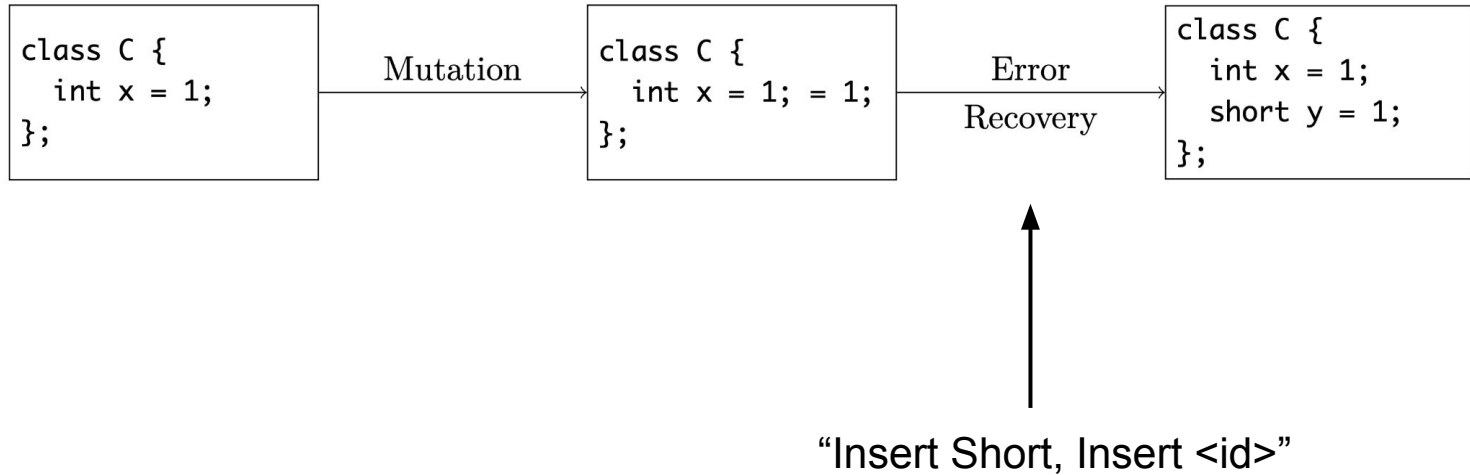 class C {
  int x = 1;
};
Mutation
class C {
  int x = 1; = 1;
};
Error
Recovery
class C {
  int x = 1;
  short y = 1;
};
“Insert Short, Insert <id>”